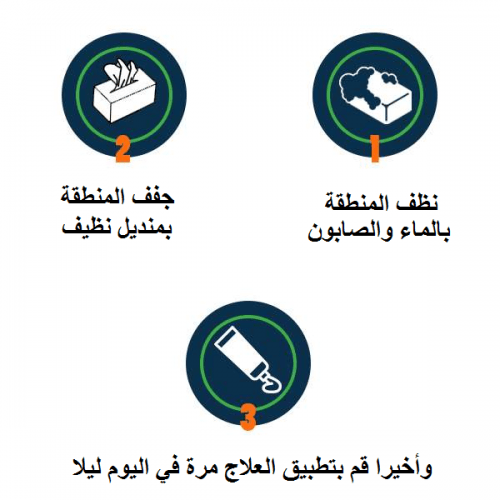 1
نظف المنطقة
بالماء والصابون
2
جفف المنطقة
بمنديل نظيف
3
وأخيرا قم بتطبيق العلاج مرة في اليوم ليلا